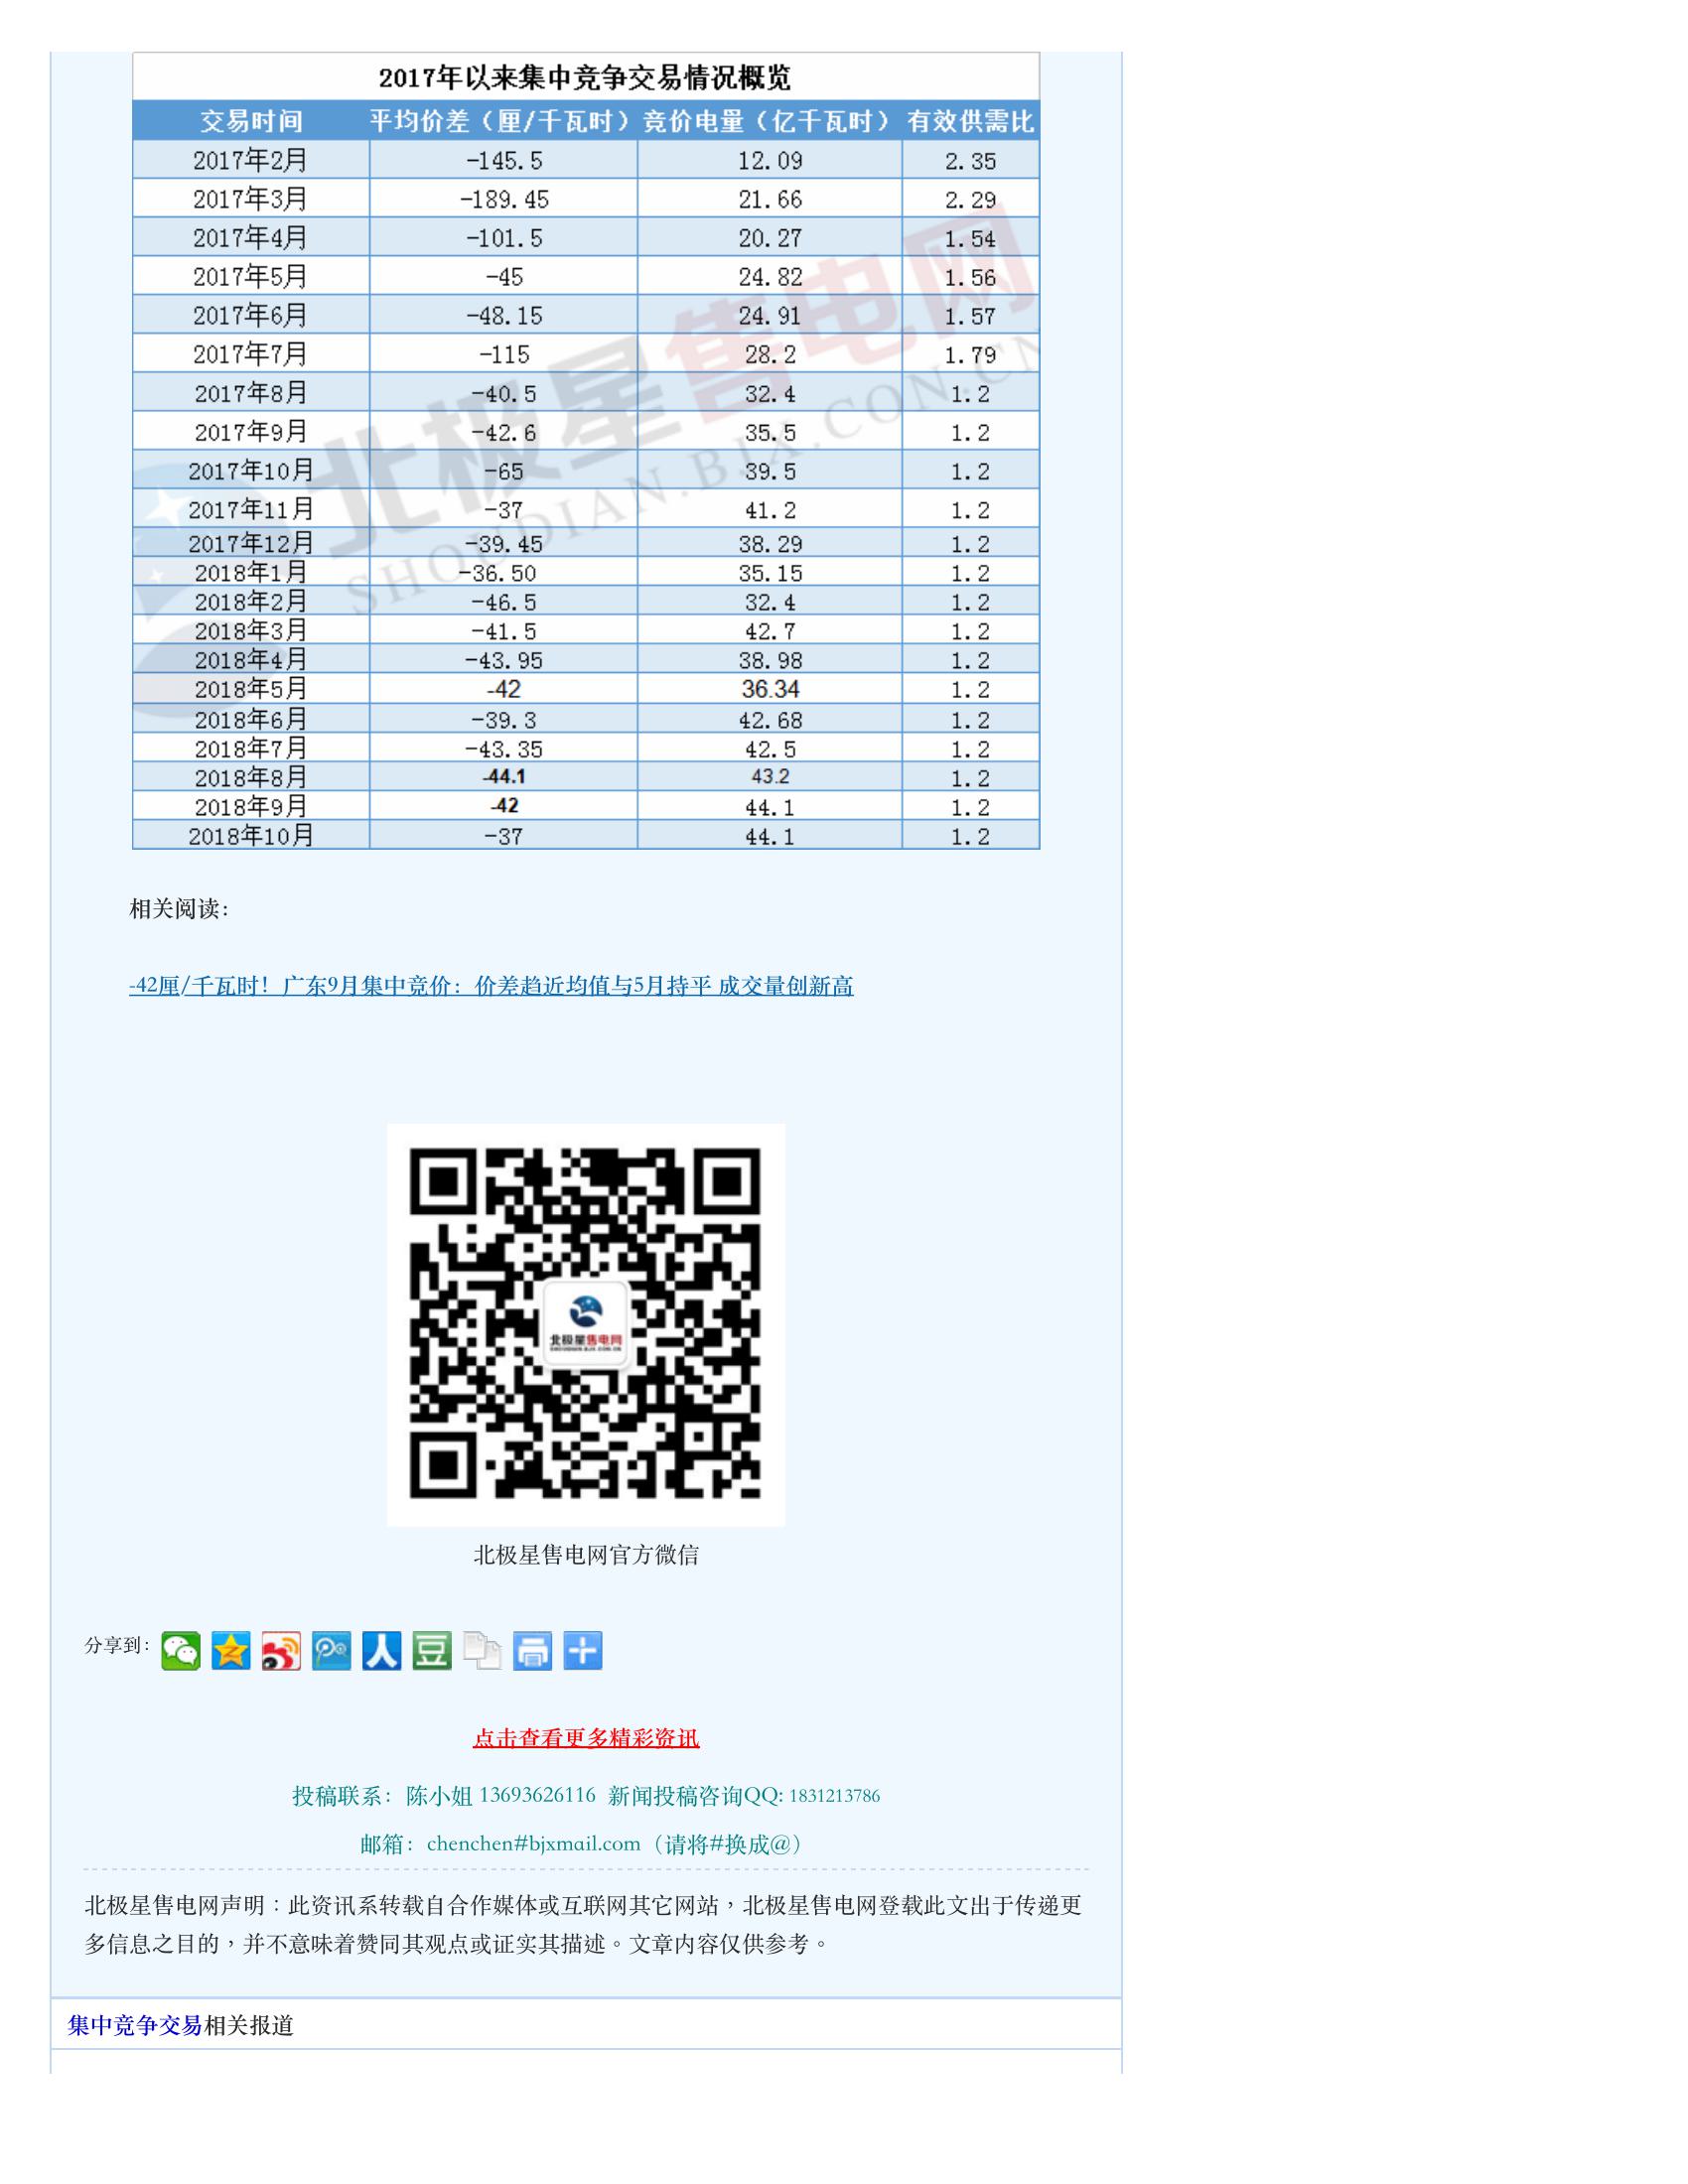 2017年以来集中竞争交易情况概览
交易时间 平均价差（厘/千瓦时） 竞价电量（亿千瓦时） 有效供需比
2017年2月 -145.5 12.09 2.35
2017年3月 -189.45 21.66 2.29
2017年4月 -101.5 20.27 1.54
2017年5月 -45 24.82 1.56
2017年6月 -48.15 24.91 1.57
2017年7月 -115 28.2 1.79
2017年8月 -40.5 32.4 1.2
2017年9月 -42.6 35.5 1.2
2017年10月 -65 39.5 1.2
2017年11月 -37 41.2 1.2
2017年12月 -39.45 38.29 1.2
2018年1月 -36.50 35.15 1.2
2018年2月 -46.5 32.4 1.2
2018年3月 -41.5 42.7 1.2
2018年4月 -43.95 38.98 1.2
2018年5月 -42 36.34 1.2
2018年6月 -39.3 42.68 1.2
2018年7月 -43.35 42.5 1.2
2018年8月 -44.1 43.2 1.2
2018年9月 -42 44.1 1.2
2018年10月 -37 44.1 1.2
北极星售电网
SHOUDIAN.BJX.CON.CN
相关阅读：
-42厘/千瓦时！广东9月集中竞价：价差趋近均值与5月持平 成交量创新高
北极星售电网
SHOUDIAN.BJX.COM.CN
北极星售电网官方微信
分享到：
人
豆
点击查看更多精彩资讯
投稿联系：陈小姐 13693626116 新闻投稿咨询QQ: 1831213786
邮箱：chenchen#bjxmail.com（请将#换成@）
北极星售电网声明：此资讯系转载自合作媒体或互联网其它网站，北极星售电网登载此文出于传递更
多信息之目的，并不意味着赞同其观点或证实其描述。文章内容仅供参考。
集中竞争交易相关报道